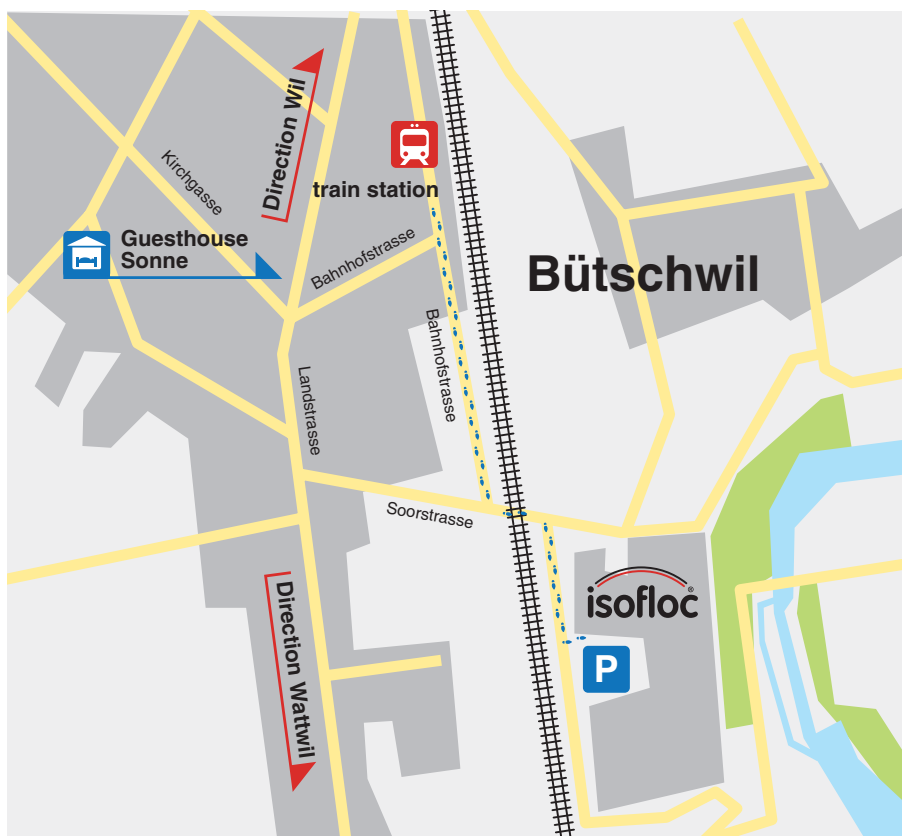 Direction Wil
train station
Kirchgasse
Guesthouse
Sonne
Bahnhofstrasse
Bütschwil
Bahnhofstrasse
Landstrasse
Soorstrasse
isofloc®
Direction Wattwil
P